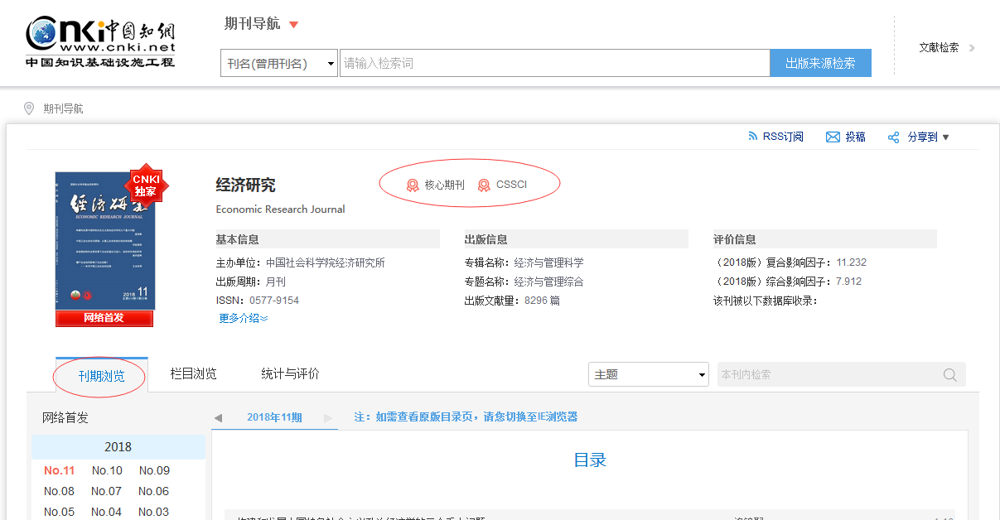 cnki中国知网
www.cnki.net
中国知识基础设施工程
期刊导航
刊名(曾用刊名)
请输入检索词
出版来源检索
文献检索
期刊导航
RSS订阅
投稿
分享到
CNKI
独家
经济研究
ECONOMIC RESEARCH JOURNAL
2018 11
网络首发
经济研究
核心期刊
CSSCI
Economic Research Journal
基本信息
主办单位：中国社会科学院经济研究所
出版周期：月刊
ISSN：0577-9154
更多介绍
出版信息
专辑名称：经济与管理科学
专题名称：经济与管理综合
出版文献量：8296 篇
评价信息
（2018版）复合影响因子：11.232
（2018版）综合影响因子：7.912
该刊被以下数据库收录：
刊期浏览
栏目浏览
统计与评价
主题
本刊内检索
网络首发
2018
No.11 No.10 No.09
No.08 No.07 No.06
No.05 No.04 No.03
2018年11期
注：如需查看原版目录页，请您切换至IE浏览器
目录